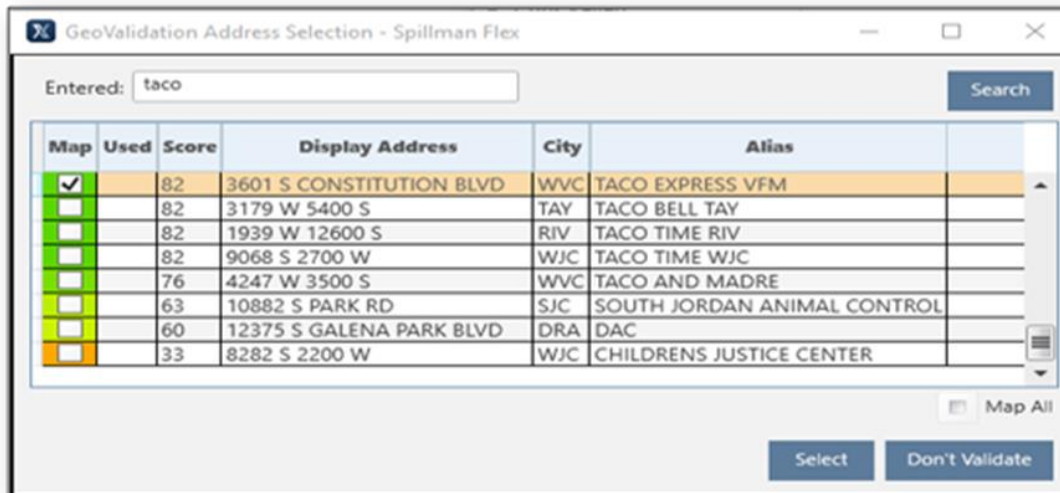 GeoValidation Address Selection - Spillman Flex
Entered: taco
Search
Map Used Score Display Address City Alias
82 3601 S CONSTITUTION BLVD WVC TACO EXPRESS VFM
82 3179 W 5400 S TAY TACO BELL TAY
82 1939 W 12600 S RIV TACO TIME RIV
82 9068 S 2700 W WJC TACO TIME WJC
76 4247 W 3500 S WVC TACO AND MADRE
63 10882 S PARK RD SJC SOUTH JORDAN ANIMAL CONTROL
60 12375 S GALENA PARK BLVD DRA DAC
33 8282 S 2200 W WJC CHILDRENS JUSTICE CENTER
Map All
Select Don't Validate